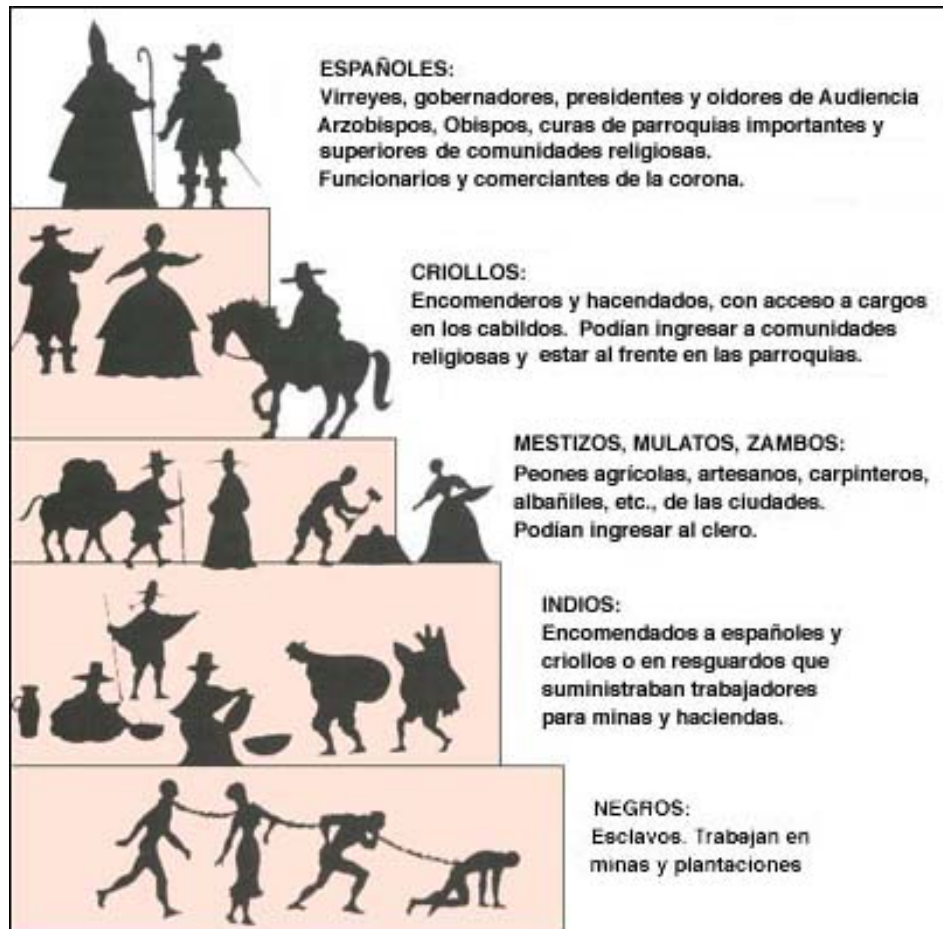 ESPAÑOLES:
Virreyes, gobernadores, presidentes y oidores de Audiencia
Arzobispos, Obispos, curas de parroquias importantes y
superiores de comunidades religiosas.
Funcionarios y comerciantes de la corona.
CRIOLLOS:
Encomenderos y hacendados, con acceso a cargos
en los cabildos. Podían ingresar a comunidades
religiosas y estar al frente en las parroquias.
MESTIZOS, MULATOS, ZAMBOS:
Peones agrícolas, artesanos, carpinteros,
albañiles, etc., de las ciudades.
Podían ingresar al clero.
INDIOS:
Encomendados a españoles y
criollos o en resguardos que
suministraban trabajadores
para minas y haciendas.
NEGROS:
Esclavos. Trabajan en
minas y plantaciones